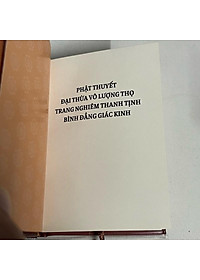 PHẬT THUYẾT
ĐẠI THỪA VÔ LƯỢNG THỌ
TRANG NGHIÊM THANH TỊNH
BÌNH ĐẲNG GIÁC KINH